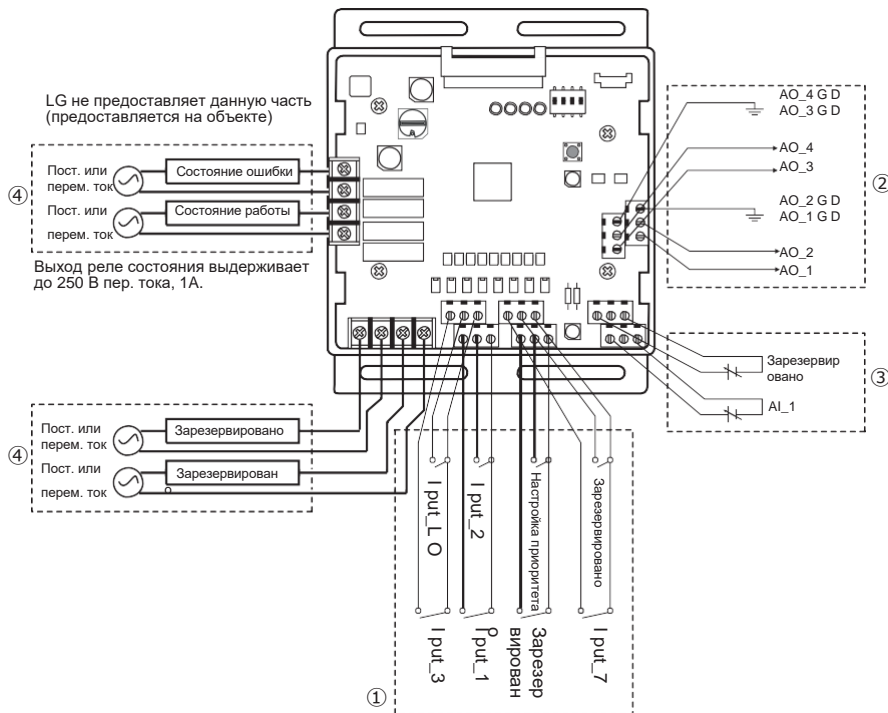 LG не предоставляет данную часть
(предоставляется на объекте)
④
Пост. или
перем. ток
Состояние ошибки
Пост. или
перем. ток
Состояние работы
Выход реле состояния выдерживает
до 250 В пер. тока, 1А.
AO_4 G D
AO_3 G D
AO_4
AO_3
②
AO_2 G D
AO_1 G D
AO_2
AO_1
Зарезервир
овано
③
AI_1
④
Пост. или
перем. ток
Зарезервировано
Пост. или
перем. ток
Зарезервирован
о
I put_L O
I put_2
Настройка приоритета
Зарезервировано
I put_3
I put_1
Зарезер
вирован
о
I put_7
①